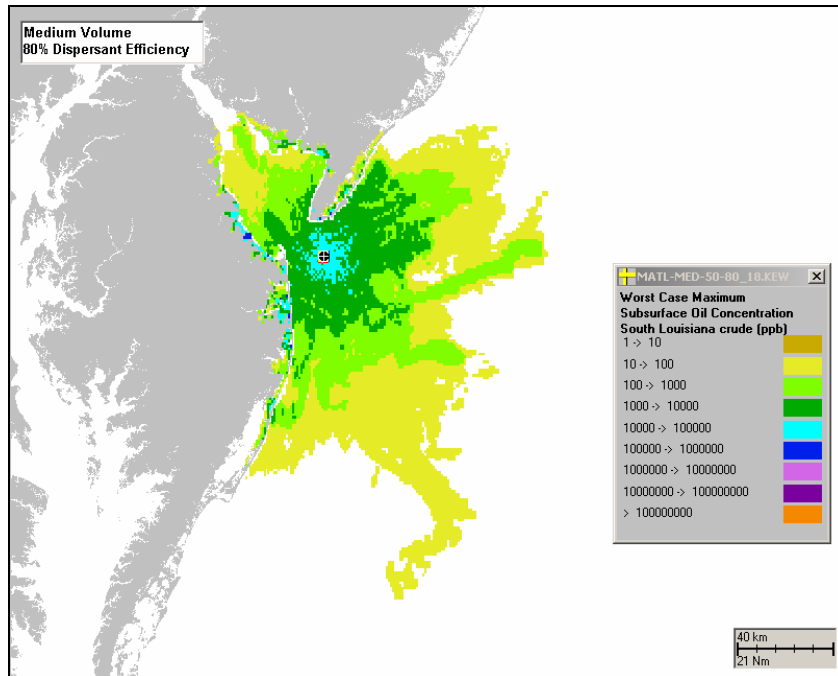 Medium Volume
80% Dispersant Efficiency
MATL-MED-50-80_18.KEW
Worst Case Maximum
Subsurface Oil Concentration
South Louisiana crude (ppb)
1 -> 10
10 -> 100
100 -> 1000
1000 -> 10000
10000 -> 100000
100000 -> 1000000
1000000 -> 10000000
10000000 -> 100000000
> 100000000
40 km
21 Nm